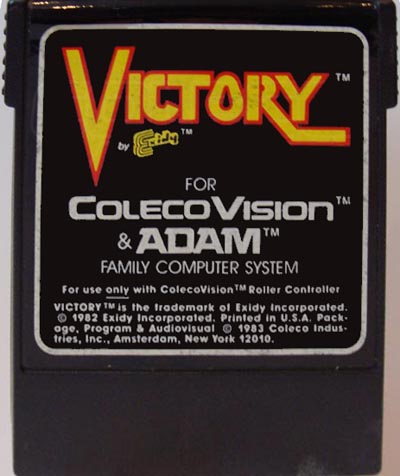 VICTORY™
by Exidy™
FOR
COLECOVISION™
& ADAM™
FAMILY COMPUTER SYSTEM
For use only with ColecoVision™ Roller Controller
VICTORY™ is the trademark of Exidy Incorporated.
© 1982 Exidy Incorporated. Printed in U.S.A. Pack-
age, Program & Audiovisual © 1983 Coleco Indus-
tries, Inc., Amsterdam, New York 12010.